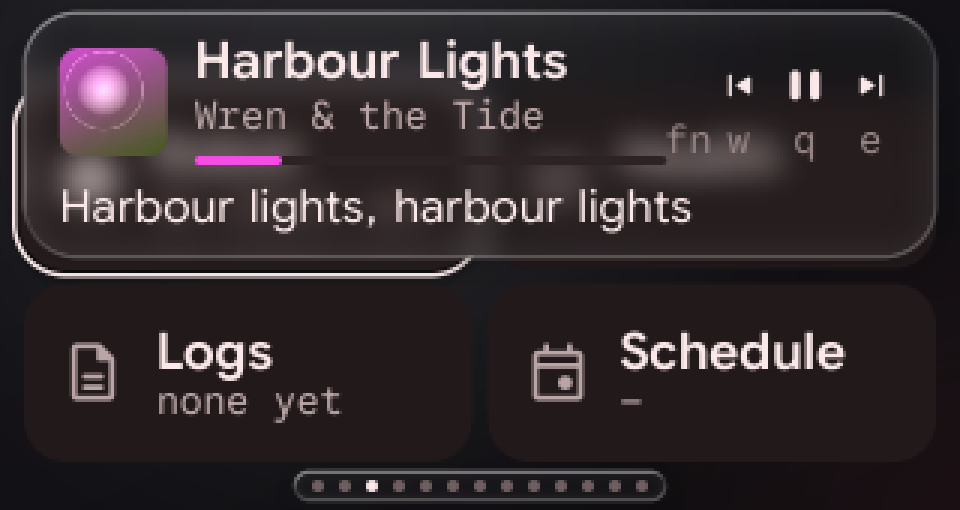 Harbour Lights
Wren & the Tide
fn w q e
Harbour lights, harbour lights
Logs
none yet
Schedule
–